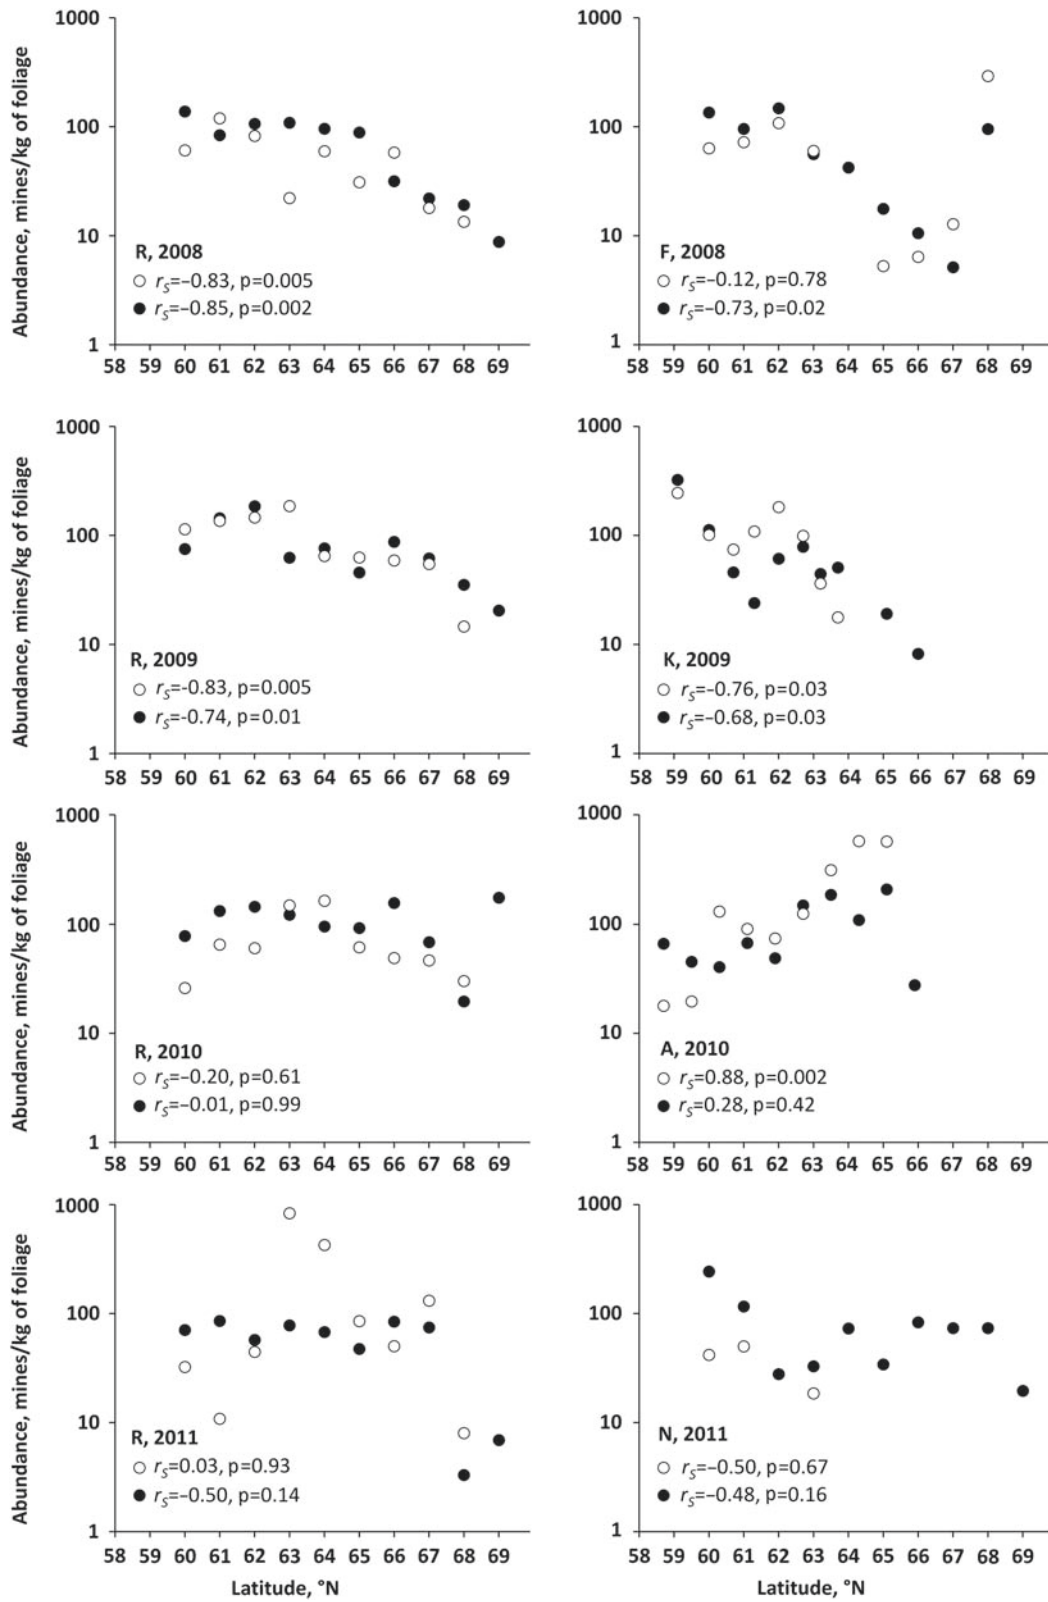 1000
100
10
1
Abundance, mines/kg of foliage
R, 2008
rS=−0.83, p=0.005
rS=−0.85, p=0.002
58 59 60 61 62 63 64 65 66 67 68 69
1000
100
10
1
F, 2008
rS=−0.12, p=0.78
rS=−0.73, p=0.02
58 59 60 61 62 63 64 65 66 67 68 69
1000
100
10
1
Abundance, mines/kg of foliage
R, 2009
rS=−0.83, p=0.005
rS=−0.74, p=0.01
58 59 60 61 62 63 64 65 66 67 68 69
1000
100
10
1
K, 2009
rS=−0.76, p=0.03
rS=−0.68, p=0.03
58 59 60 61 62 63 64 65 66 67 68 69
1000
100
10
1
Abundance, mines/kg of foliage
R, 2010
rS=−0.20, p=0.61
rS=−0.01, p=0.99
58 59 60 61 62 63 64 65 66 67 68 69
1000
100
10
1
A, 2010
rS=0.88, p=0.002
rS=0.28, p=0.42
58 59 60 61 62 63 64 65 66 67 68 69
1000
100
10
1
Abundance, mines/kg of foliage
R, 2011
rS=0.03, p=0.93
rS=−0.50, p=0.14
58 59 60 61 62 63 64 65 66 67 68 69
Latitude, °N
1000
100
10
1
N, 2011
rS=−0.50, p=0.67
rS=−0.48, p=0.16
58 59 60 61 62 63 64 65 66 67 68 69
Latitude, °N